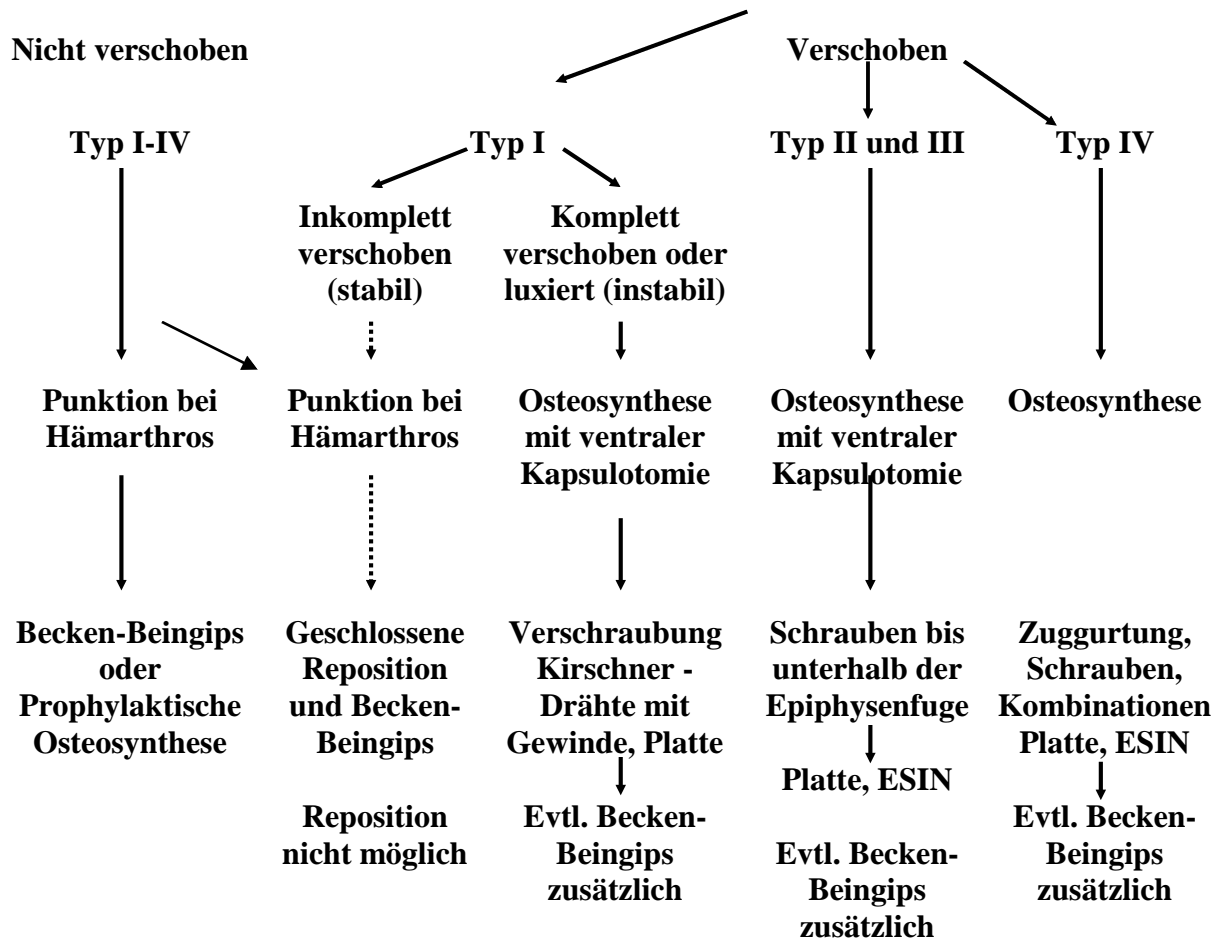 Nicht verschoben
Verschoben
Typ I-IV
Typ I
Typ II und III
Typ IV
Inkomplett
verschoben
(stabil)
Komplett
verschoben oder
luxiert (instabil)
Punktion bei
Hämarthros
Punktion bei
Hämarthros
Osteosynthese
mit ventraler
Kapsulotomie
Osteosynthese
mit ventraler
Kapsulotomie
Osteosynthese
Becken-Beingips
oder
Prophylaktische
Osteosynthese
Geschlossene
Reposition
und Becken-
Beingips
Reposition
nicht möglich
Verschraubung
Kirschner -
Drähte mit
Gewinde, Platte
Evtl. Becken-
Beingips
zusätzlich
Schrauben bis
unterhalb der
Epiphysenfuge
Platte, ESIN
Evtl. Becken-
Beingips
zusätzlich
Zuggurtung,
Schrauben,
Kombinationen
Platte, ESIN
Evtl. Becken-
Beingips
zusätzlich